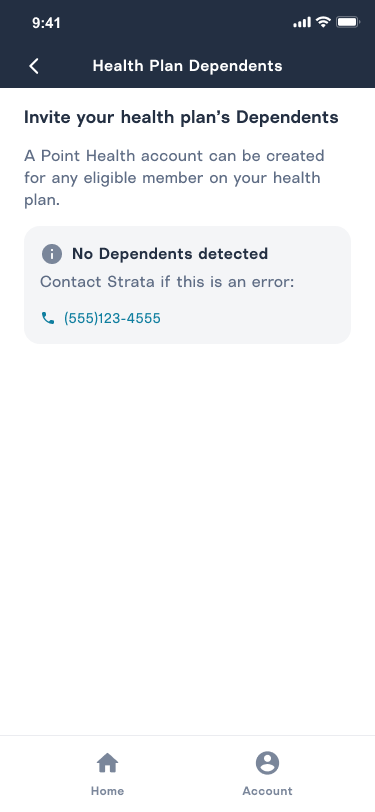 9:41
Health Plan Dependents
Invite your health plan’s Dependents
A Point Health account can be created
for any eligible member on your health
plan.
No Dependents detected
Contact Strata if this is an error:
(555)123-4555
Home
Account